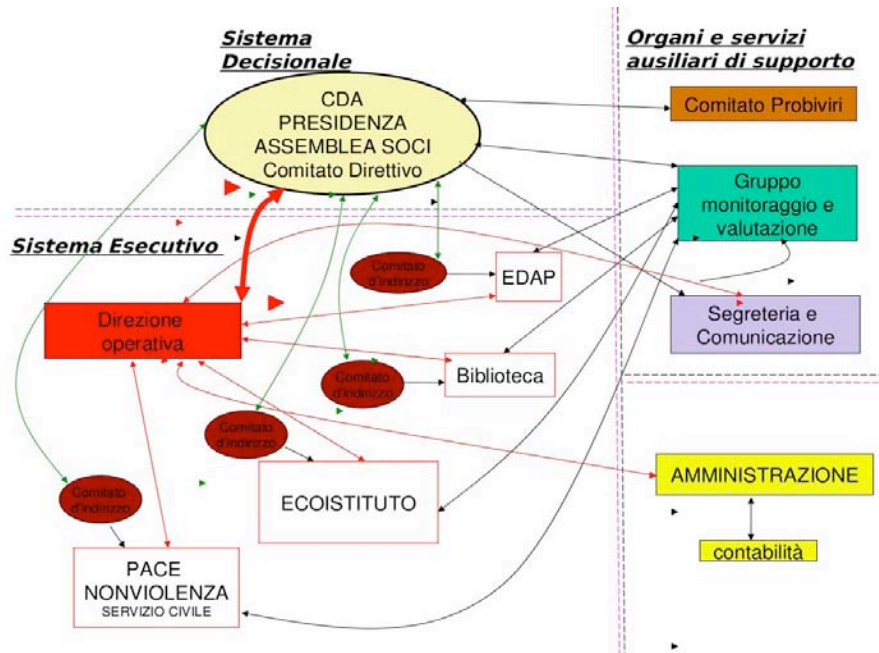 Sistema
Decisionale
CDA
PRESIDENZA
ASSEMBLEA SOCI
Comitato Direttivo
Organi e servizi
ausiliari di supporto
Comitato Probiviri
Gruppo
monitoraggio e
valutazione
Segreteria e
Comunicazione
Sistema Esecutivo
Direzione
operativa
Comitato
d'Indirizzo
EDAP
Comitato
d'Indirizzo
Biblioteca
Comitato
d'Indirizzo
ECOISTITUTO
Comitato
d'Indirizzo
PACE
NONVIOLENZA
SERVIZIO CIVILE
AMMINISTRAZIONE
contabilità